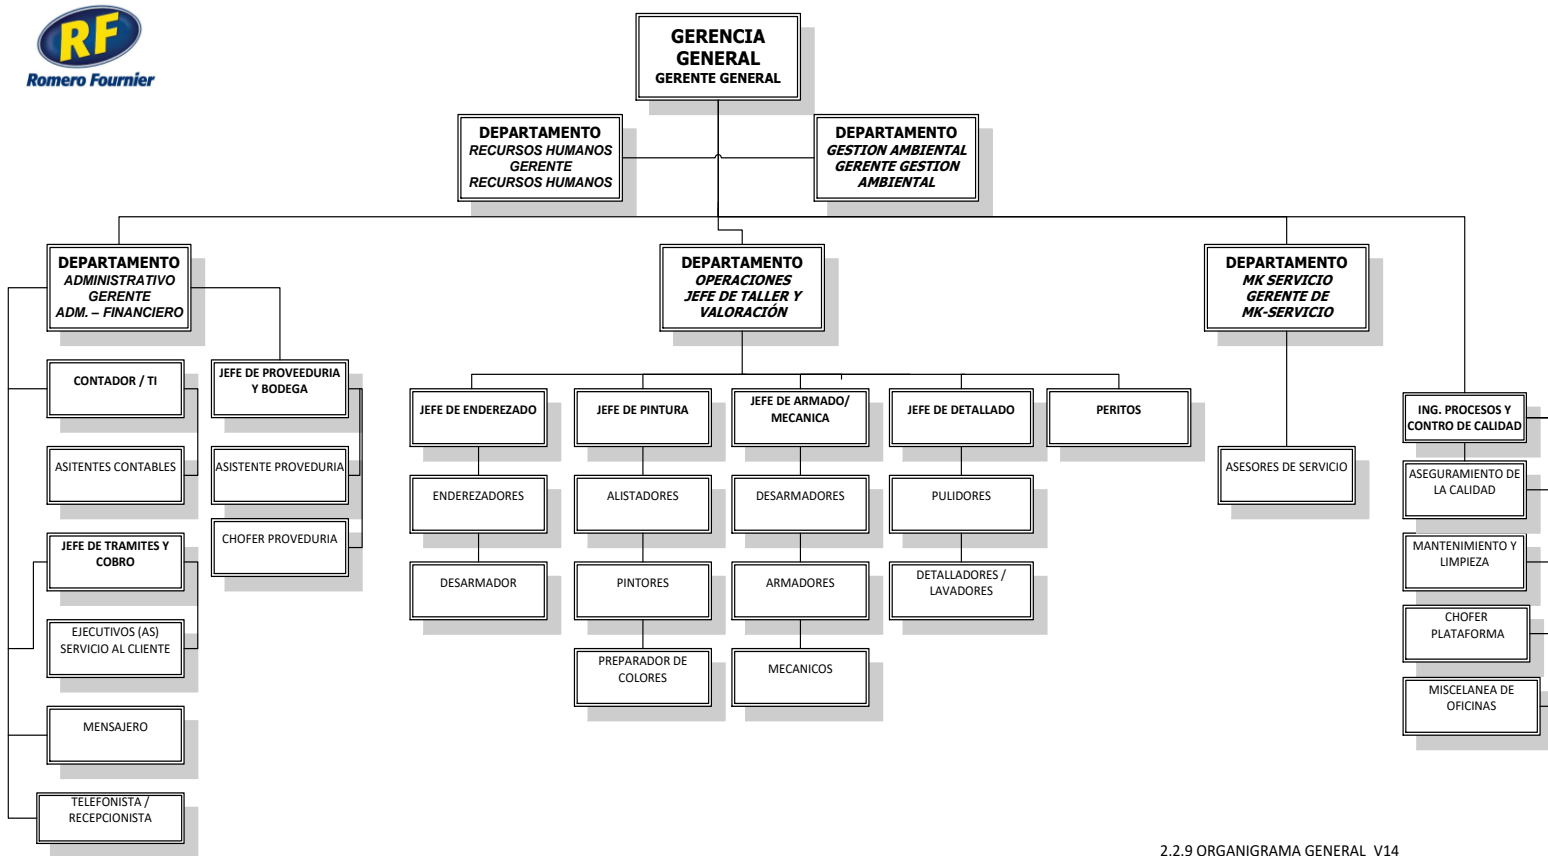 RF
Romero Fournier
GERENCIA
GENERAL
GERENTE GENERAL
DEPARTAMENTO
RECURSOS HUMANOS
GERENTE
RECURSOS HUMANOS
DEPARTAMENTO
GESTION AMBIENTAL
GERENTE GESTION
AMBIENTAL
DEPARTAMENTO
ADMINISTRATIVO
GERENTE
ADM. – FINANCIERO
DEPARTAMENTO
OPERACIONES
JEFE DE TALLER Y
VALORACIÓN
DEPARTAMENTO
MK SERVICIO
GERENTE DE
MK-SERVICIO
CONTADOR / TI
ASITENTES CONTABLES
JEFE DE TRAMITES Y
COBRO
EJECUTIVOS (AS)
SERVICIO AL CLIENTE
MENSAJERO
TELEFONISTA /
RECEPCIONISTA
JEFE DE PROVEEDURIA
Y BODEGA
ASISTENTE PROVEDURIA
CHOFER PROVEDURIA
JEFE DE ENDEREZADO
ENDEREZADORES
DESARMADOR
JEFE DE PINTURA
ALISTADORES
PINTORES
PREPARADOR DE
COLORES
JEFE DE ARMADO/
MECANICA
DESARMADORES
ARMADORES
MECANICOS
JEFE DE DETALLADO
PULIDORES
DETALLADORES /
LAVADORES
PERITOS
ASESORES DE SERVICIO
ING. PROCESOS Y
CONTRO DE CALIDAD
ASEGURAMIENTO DE
LA CALIDAD
MANTENIMIENTO Y
LIMPIEZA
CHOFER
PLATAFORMA
MISCELANEA DE
OFICINAS
2.2.9 ORGANIGRAMA GENERAL V14